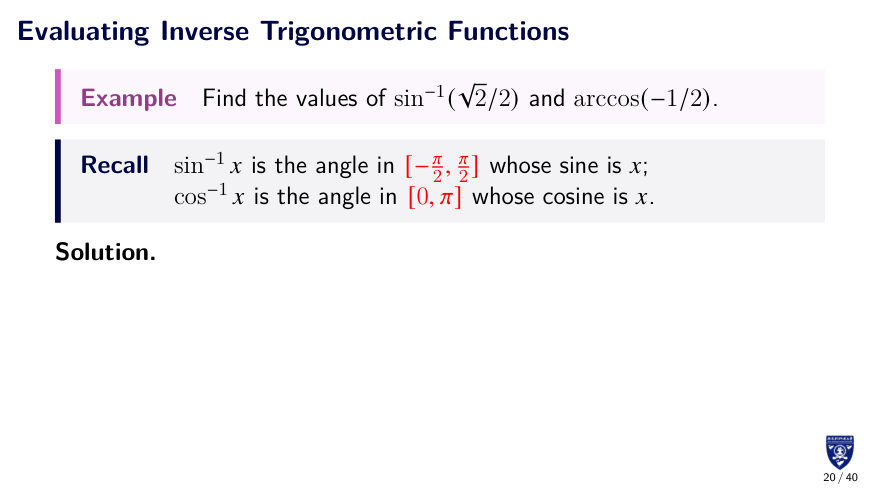 Evaluating Inverse Trigonometric Functions
Example Find the values of sin⁻¹(√2/2) and arccos(−1/2).
Recall sin⁻¹ x is the angle in [−π/2, π/2] whose sine is x;
cos⁻¹ x is the angle in [0, π] whose cosine is x.
Solution.
20 / 40